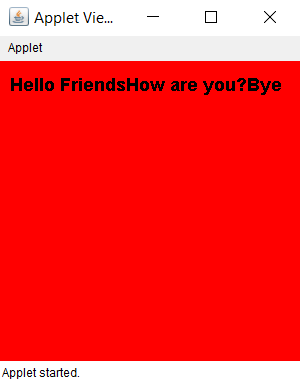 Applet Vie...
Applet
Hello FriendsHow are you?Bye
Applet started.